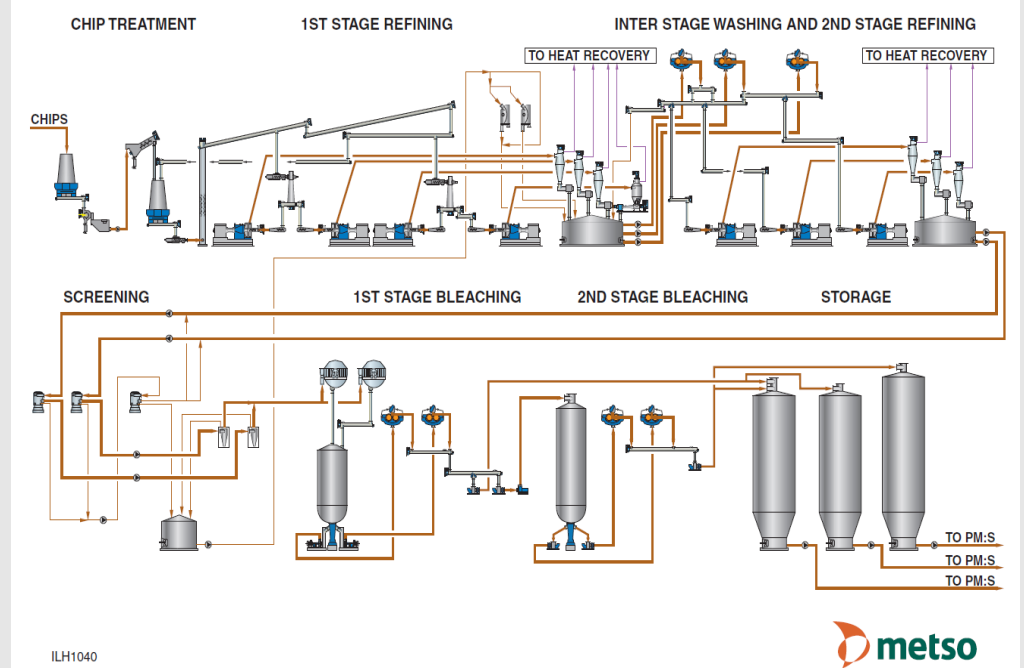 CHIP TREATMENT
1ST STAGE REFINING
INTER STAGE WASHING AND 2ND STAGE REFINING
TO HEAT RECOVERY
TO HEAT RECOVERY
CHIPS
SCREENING
1ST STAGE BLEACHING
2ND STAGE BLEACHING
STORAGE
TO PM:S
TO PM:S
TO PM:S
ILH1040
metso